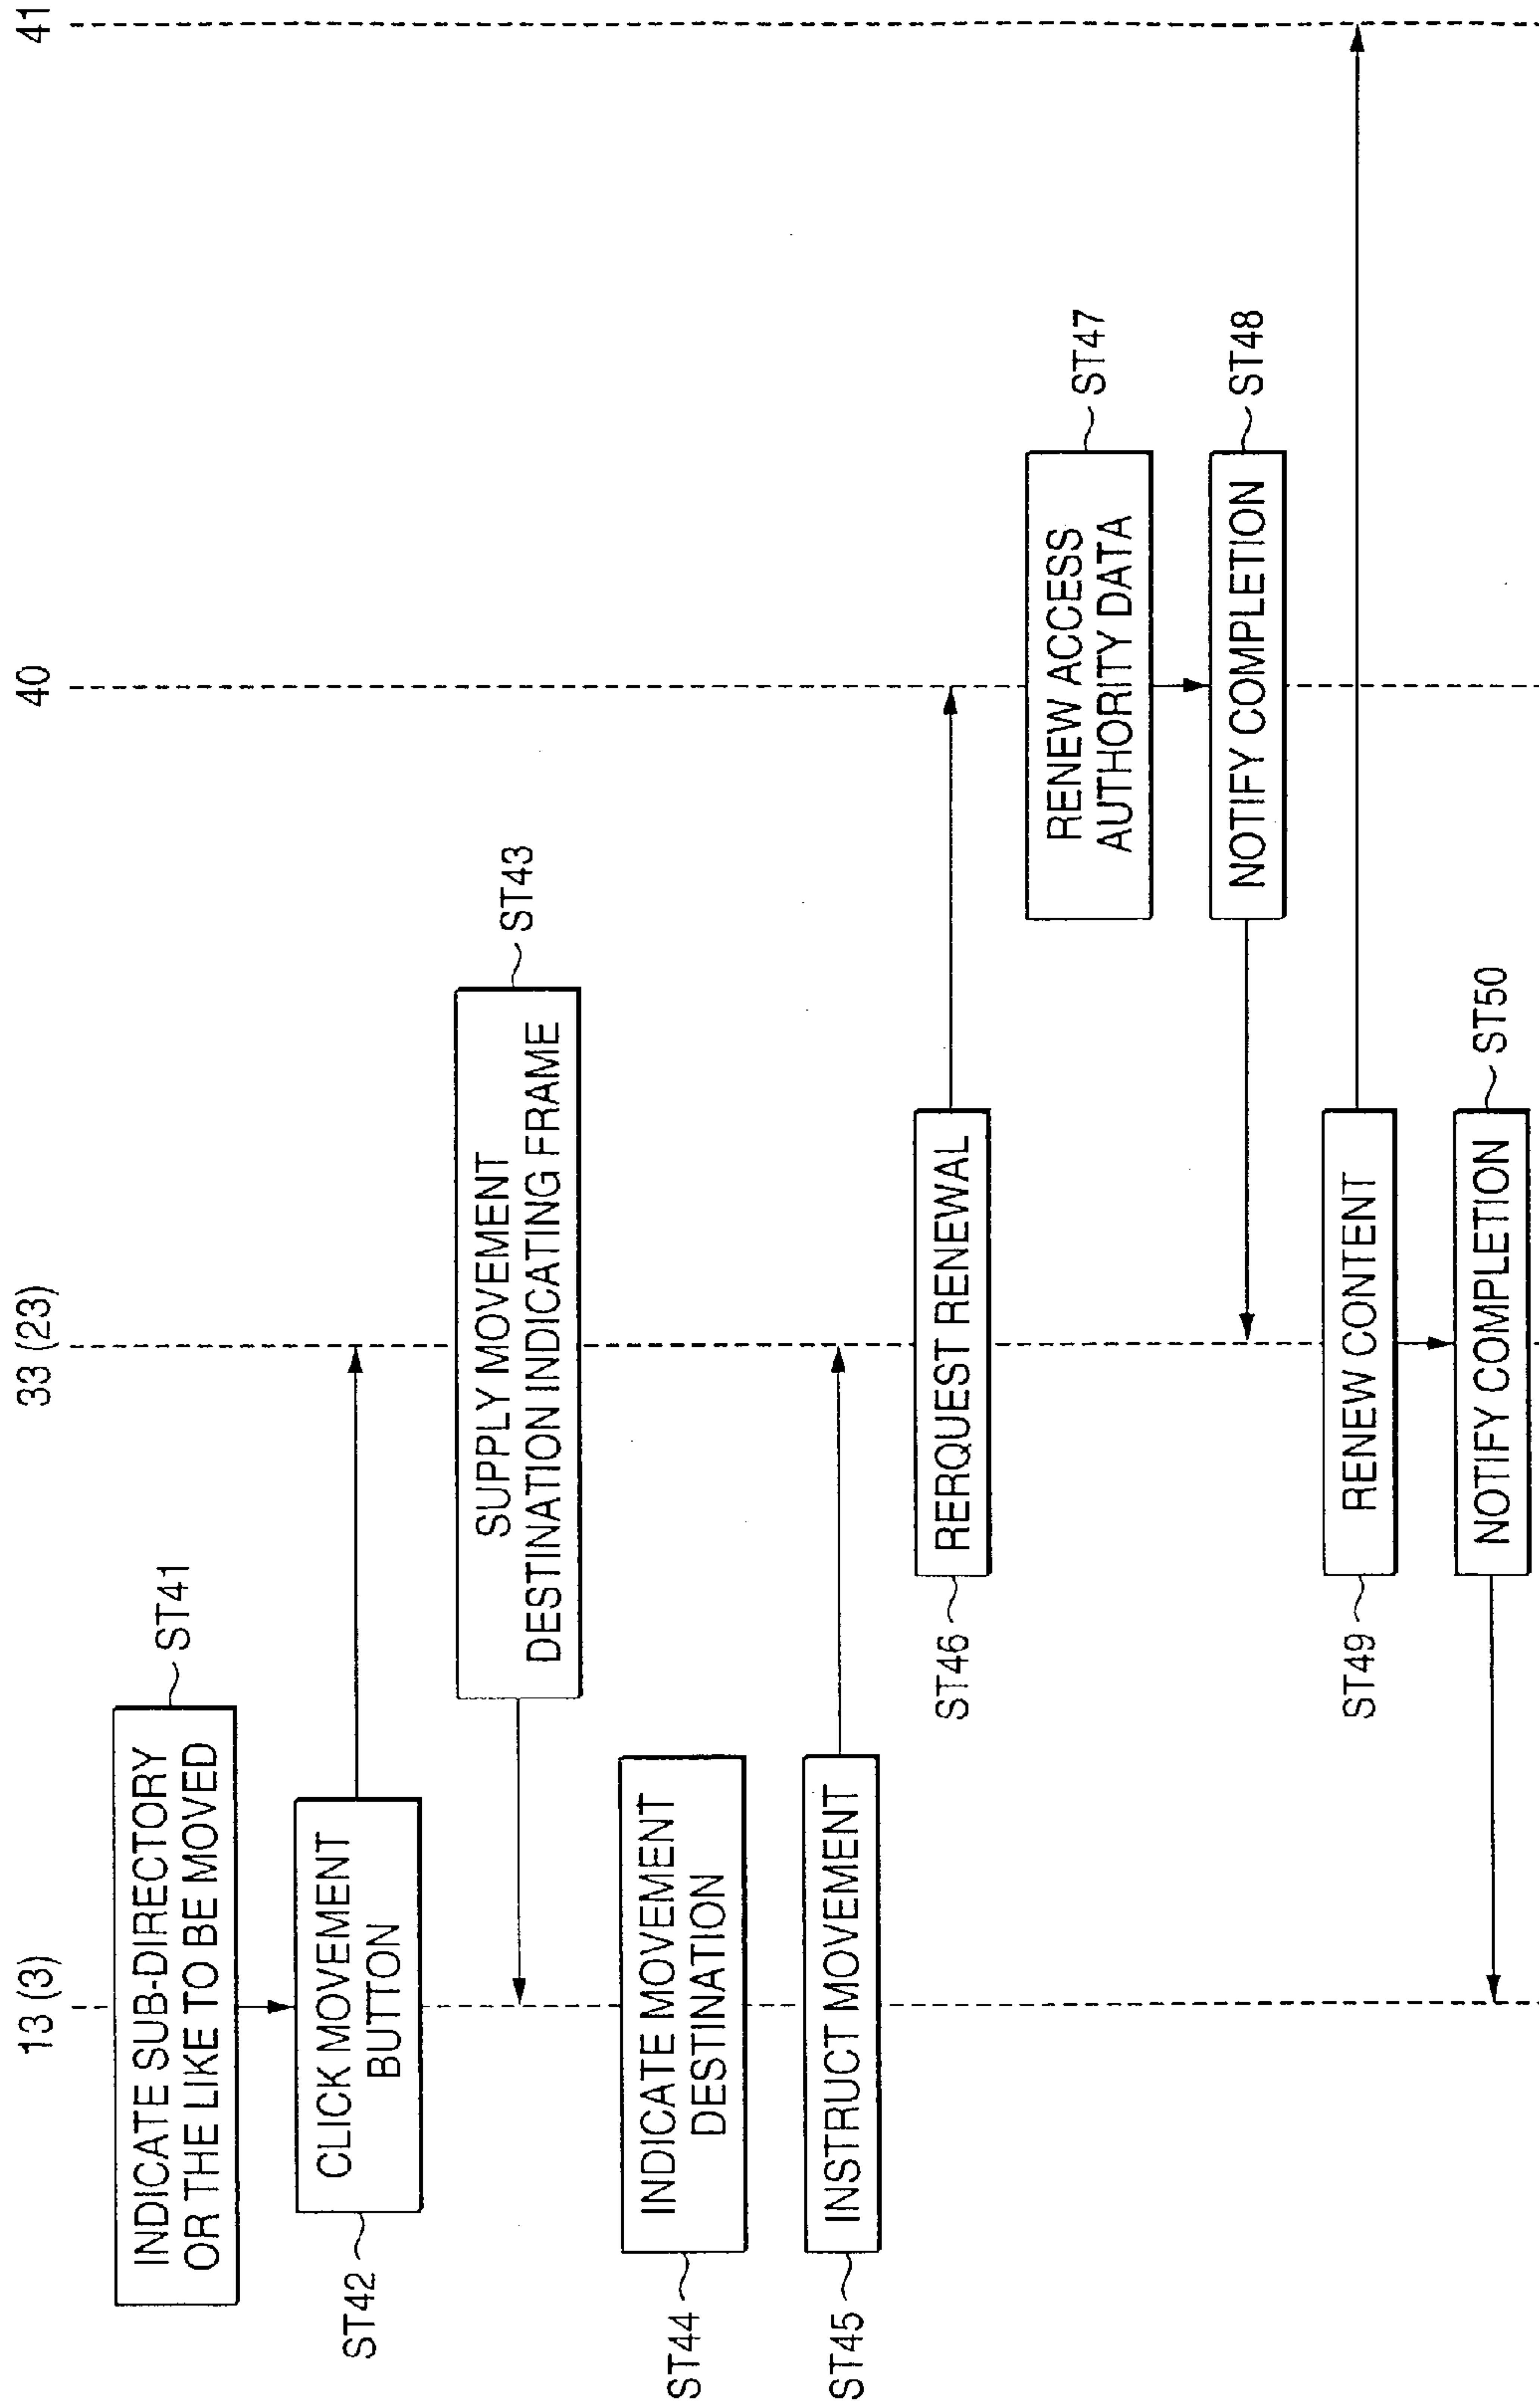 13 (3)
33 (23)
40
41
INDICATE SUB-DIRECTORY
OR THE LIKE TO BE MOVED
ST41
ST42
CLICK MOVEMENT
BUTTON
SUPPLY MOVEMENT
DESTINATION INDICATING FRAME
ST43
ST44
INDICATE MOVEMENT
DESTINATION
ST45
INSTRUCT MOVEMENT
ST46
RERQUEST RENEWAL
RENEW ACCESS
AUTHORITY DATA
ST47
NOTIFY COMPLETION
ST48
ST49
RENEW CONTENT
NOTIFY COMPLETION
ST50